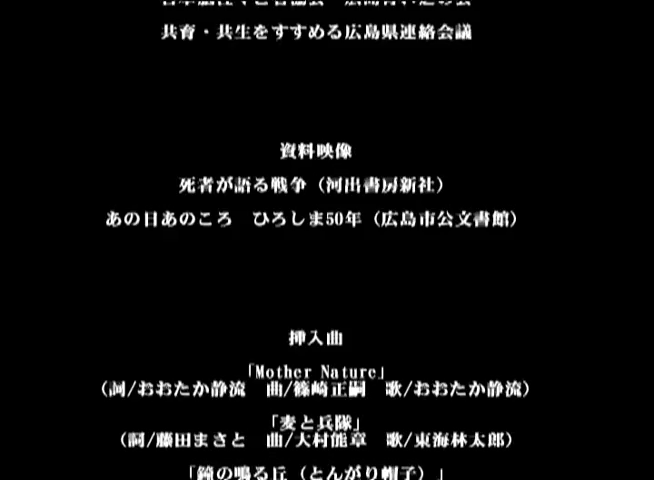 共育・共生をすすめる広島県連絡会議
資料映像
死者が語る戦争（河出書房新社）
あの日あのころ　ひろしま50年（広島市公文書館）
挿入曲
「Mother Nature」
（詞/おおたか静流　曲/篠崎正嗣　歌/おおたか静流）
「麦と兵隊」
（詞/藤田まさと　曲/大村能章　歌/東海林太郎）
「鐘の鳴る丘（とんがり帽子）」